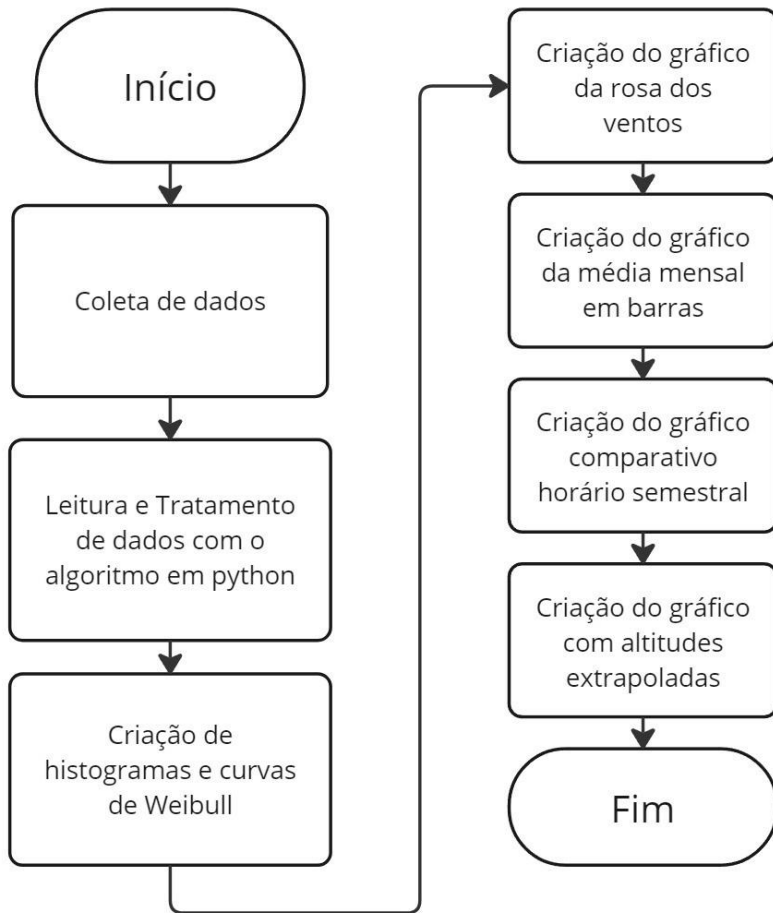 Início
Coleta de dados
Leitura e Tratamento
de dados com o
algoritmo em python
Criação de
histogramas e curvas
de Weibull
Criação do gráfico
da rosa dos
ventos
Criação do gráfico
da média mensal
em barras
Criação do gráfico
comparativo
horário semestral
Criação do gráfico
com altitudes
extrapoladas
Fim